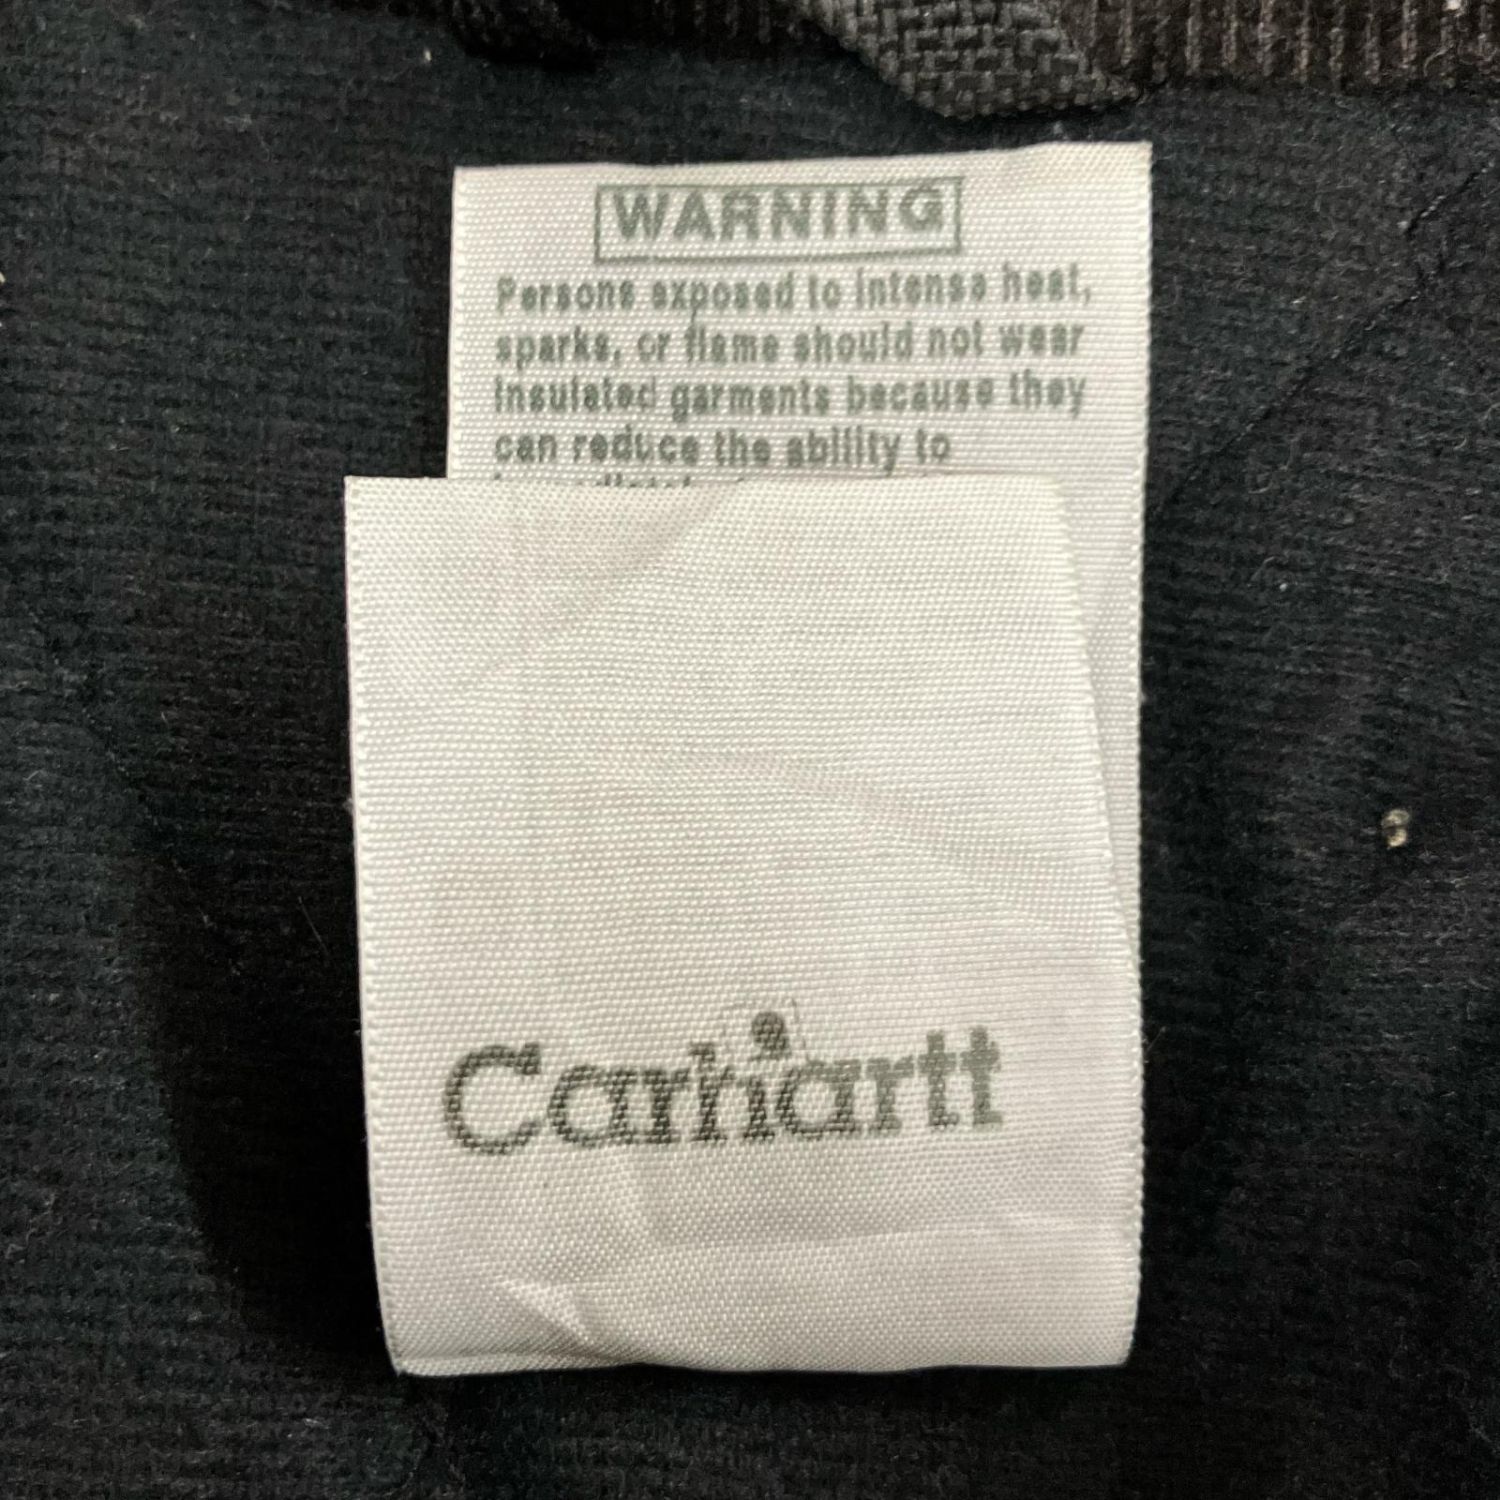 WARNING
Persons exposed to intense heat,
sparks, or flame should not wear
insulated garments because they
can reduce the ability to
Carhartt